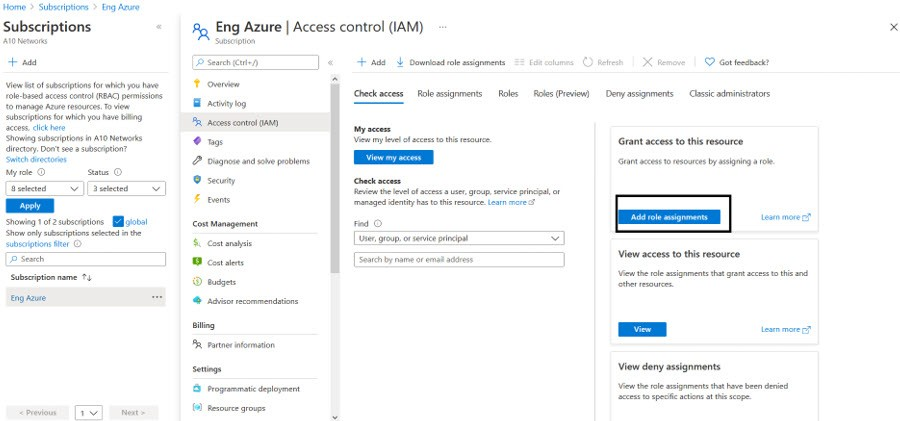 Home > Subscriptions > Eng Azure
Subscriptions
A10 Networks
«
+ Add
View list of subscriptions for which you have
role-based access control (RBAC) permissions
to manage Azure resources. To view
subscriptions for which you have billing
access, click here
Showing subscriptions in A10 Networks
directory. Don't see a subscription?
Switch directories
My role
Status
8 selected
3 selected
Apply
Showing 1 of 2 subscriptions
global
Show only subscriptions selected in the
subscriptions filter
Search
Subscription name ↑↓
Eng Azure
...
< Previous
1
Next >
Eng Azure | Access control (IAM)
...
Subscription
Search (Ctrl+/)
«
Overview
Activity log
Access control (IAM)
Tags
Diagnose and solve problems
Security
Events
Cost Management
Cost analysis
Cost alerts
Budgets
Advisor recommendations
Billing
Partner information
Settings
Programmatic deployment
Resource groups
+ Add
Download role assignments
Edit columns
Refresh
Remove
Got feedback?
Check access
Role assignments
Roles
Roles (Preview)
Deny assignments
Classic administrators
My access
View my level of access to this resource.
View my access
Check access
Review the level of access a user, group, service principal, or
managed identity has to this resource. Learn more
Find
User, group, or service principal
Search by name or email address
Grant access to this resource
Grant access to resources by assigning a role.
Add role assignments
Learn more
View access to this resource
View the role assignments that grant access to this and
other resources.
View
Learn more
View deny assignments
View the role assignments that have been denied
access to specific actions at this scope.